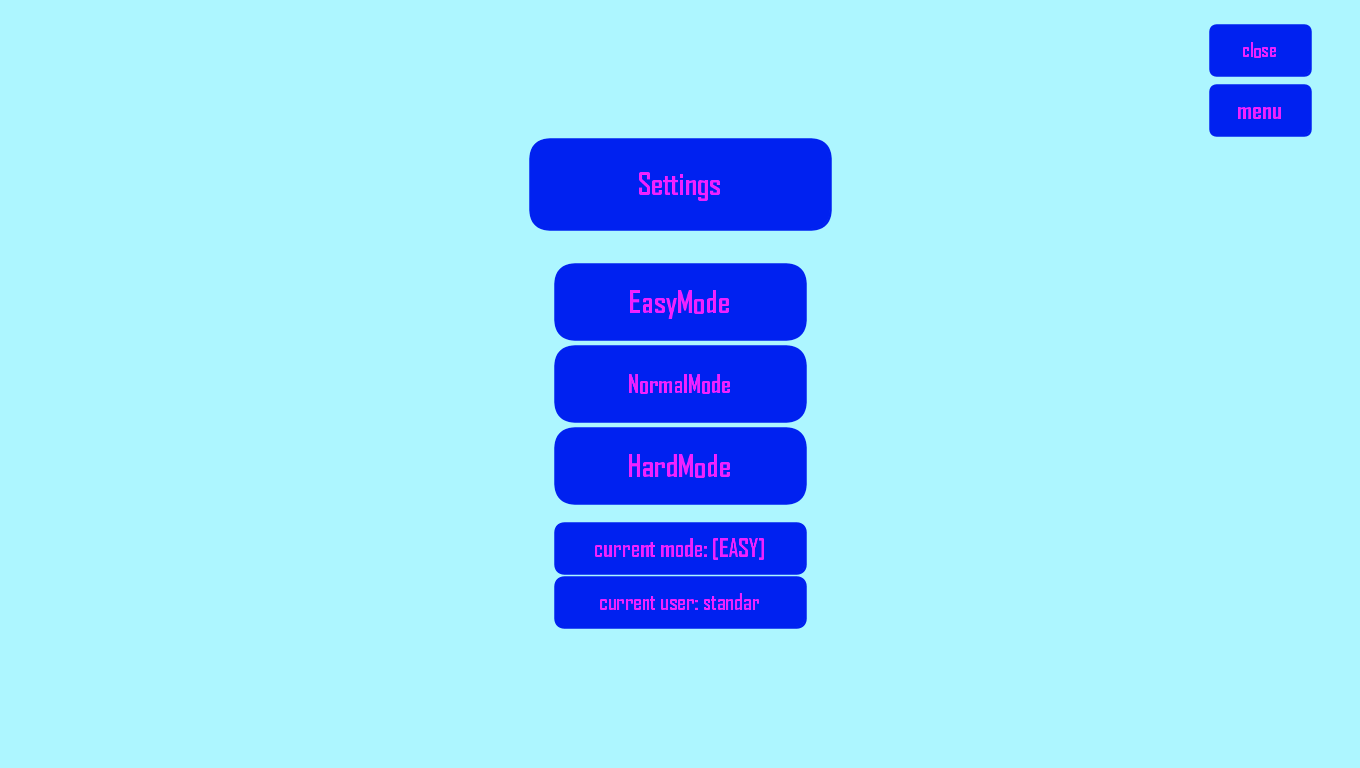 close
menu
Settings
EasyMode
NormalMode
HardMode
current mode: [EASY]
current user: standar